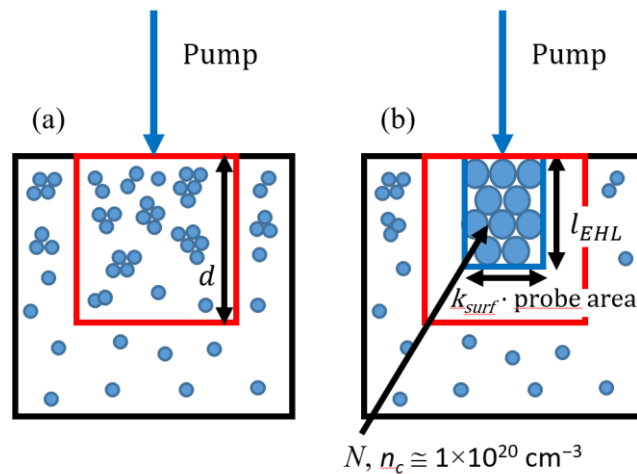 Pump
Pump
(a)
(b)
d
l_EHL
k_surf · probe area
N, n_c ≅ 1×10^20 cm^−3